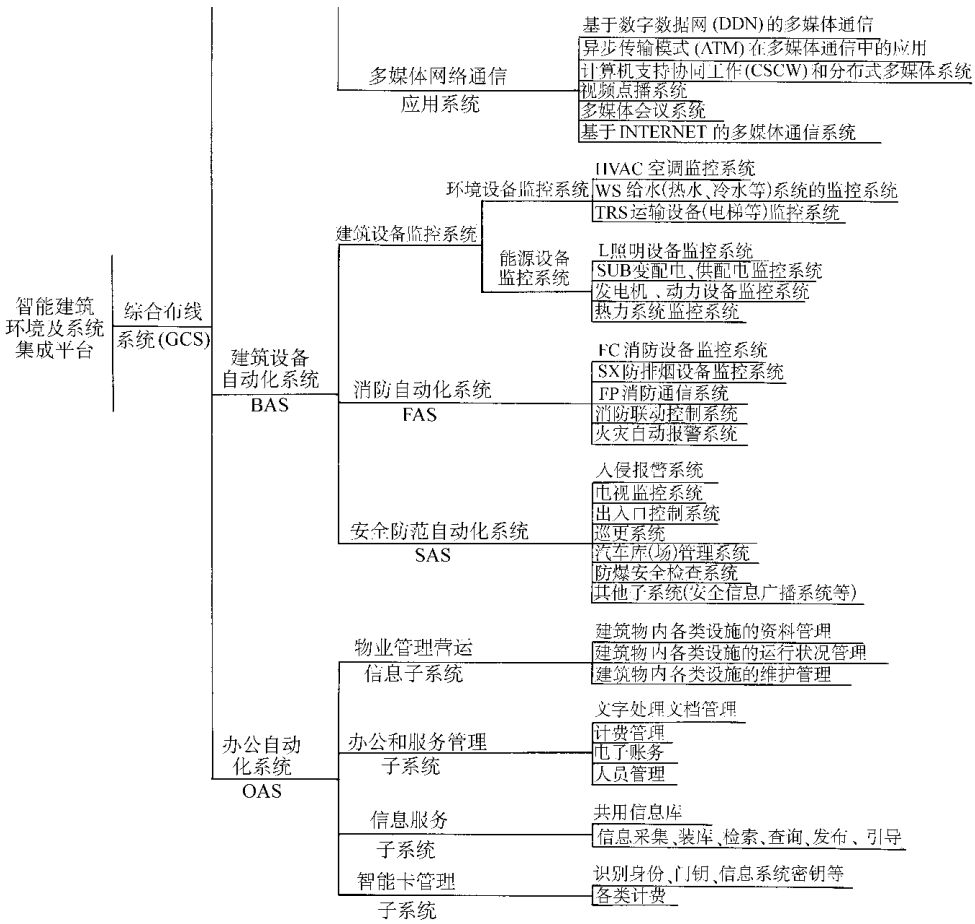 基于数字数据网(DDN)的多媒体通信
异步传输模式(ATM)在多媒体通信中的应用
计算机支持协同工作(CSCW)和分布式多媒体系统
多媒体网络通信
应用系统
视频点播系统
多媒体会议系统
基于INTERNET的多媒体通信系统
HVAC空调监控系统
环境设备监控系统
WS给水(热水、冷水等)系统的监控系统
TRS运输设备(电梯等)监控系统
建筑设备监控系统
能源设备
监控系统
L照明设备监控系统
SUB变配电、供配电监控系统
发电机、动力设备监控系统
热力系统监控系统
智能建筑
环境及系统
集成平台
综合布线
系统(GCS)
建筑设备
自动化系统
BAS
FC消防设备监控系统
SX防排烟设备监控系统
消防自动化系统
FAS
FP消防通信系统
消防联动控制系统
火灾自动报警系统
入侵报警系统
电视监控系统
出入口控制系统
安全防范自动化系统
SAS
巡更系统
汽车库(场)管理系统
防爆安全检查系统
其他子系统(安全信息广播系统等)
物业管理营运
信息子系统
建筑物内各类设施的资料管理
建筑物内各类设施的运行状况管理
建筑物内各类设施的维护管理
办公自动
化系统
OAS
办公和服务管理
子系统
文字处理文档管理
计费管理
电子账务
人员管理
信息服务
子系统
共用信息库
信息采集、装库、检索、查询、发布、引导
智能卡管理
子系统
识别身份、门钥、信息系统密钥等
各类计费